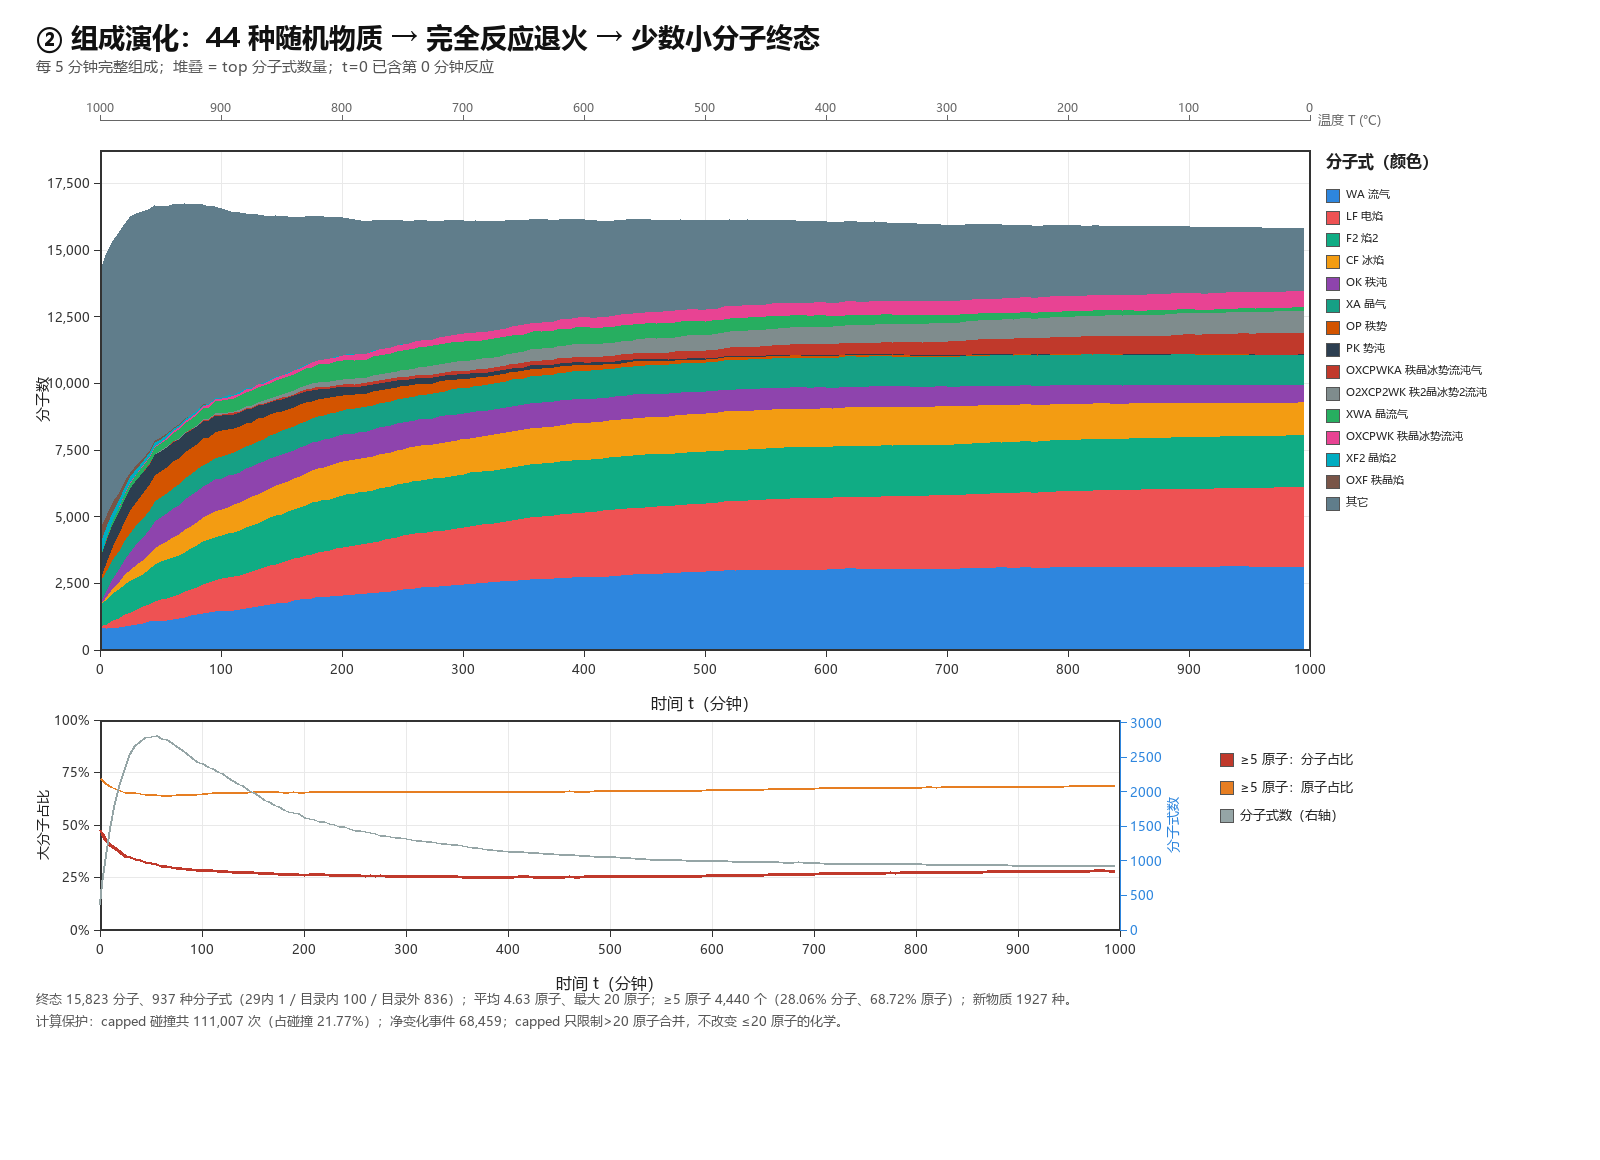 ② 组成演化：44 种随机物质 → 完全反应退火 → 少数小分子终态
每 5 分钟完整组成；堆叠 = top 分子式数量；t=0 已含第 0 分钟反应
1000 900 800 700 600 500 400 300 200 100 0
温度 T (°C)
分子式（颜色）
WA 流气
LF 电焰
F2 焰2
CF 冰焰
OK 秩沌
XA 晶气
OP 秩势
PK 势沌
OXCPWKA 秩晶冰势流沌气
O2XCP2WK 秩2晶冰势2流沌
XWA 晶流气
OXCPWK 秩晶冰势流沌
XF2 晶焰2
OXF 秩晶焰
其它
17,500
15,000
12,500
10,000
7,500
5,000
2,500
0
分子数
0 100 200 300 400 500 600 700 800 900 1000
时间 t（分钟）
100%
75%
50%
25%
0%
大分子占比
3000
2500
2000
1500
1000
500
0
分子式数
≥5 原子：分子占比
≥5 原子：原子占比
分子式数（右轴）
0 100 200 300 400 500 600 700 800 900 1000
时间 t（分钟）
终态 15,823 分子、937 种分子式（29内 1 / 目录内 100 / 目录外 836）；平均 4.63 原子、最大 20 原子；≥5 原子 4,440 个（28.06% 分子、68.72% 原子）；新物质 1927 种。
计算保护：capped 碰撞共 111,007 次（占碰撞 21.77%）；净变化事件 68,459；capped 只限制>20 原子合并，不改变 ≤20 原子的化学。